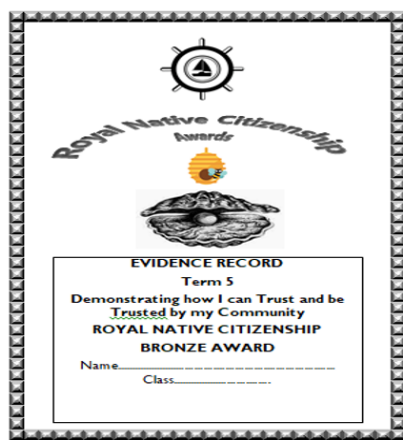 Royal Native Citizenship
Awards
EVIDENCE RECORD
Term 5
Demonstrating how I can Trust and be
Trusted by my Community
ROYAL NATIVE CITIZENSHIP
BRONZE AWARD
Name
Class